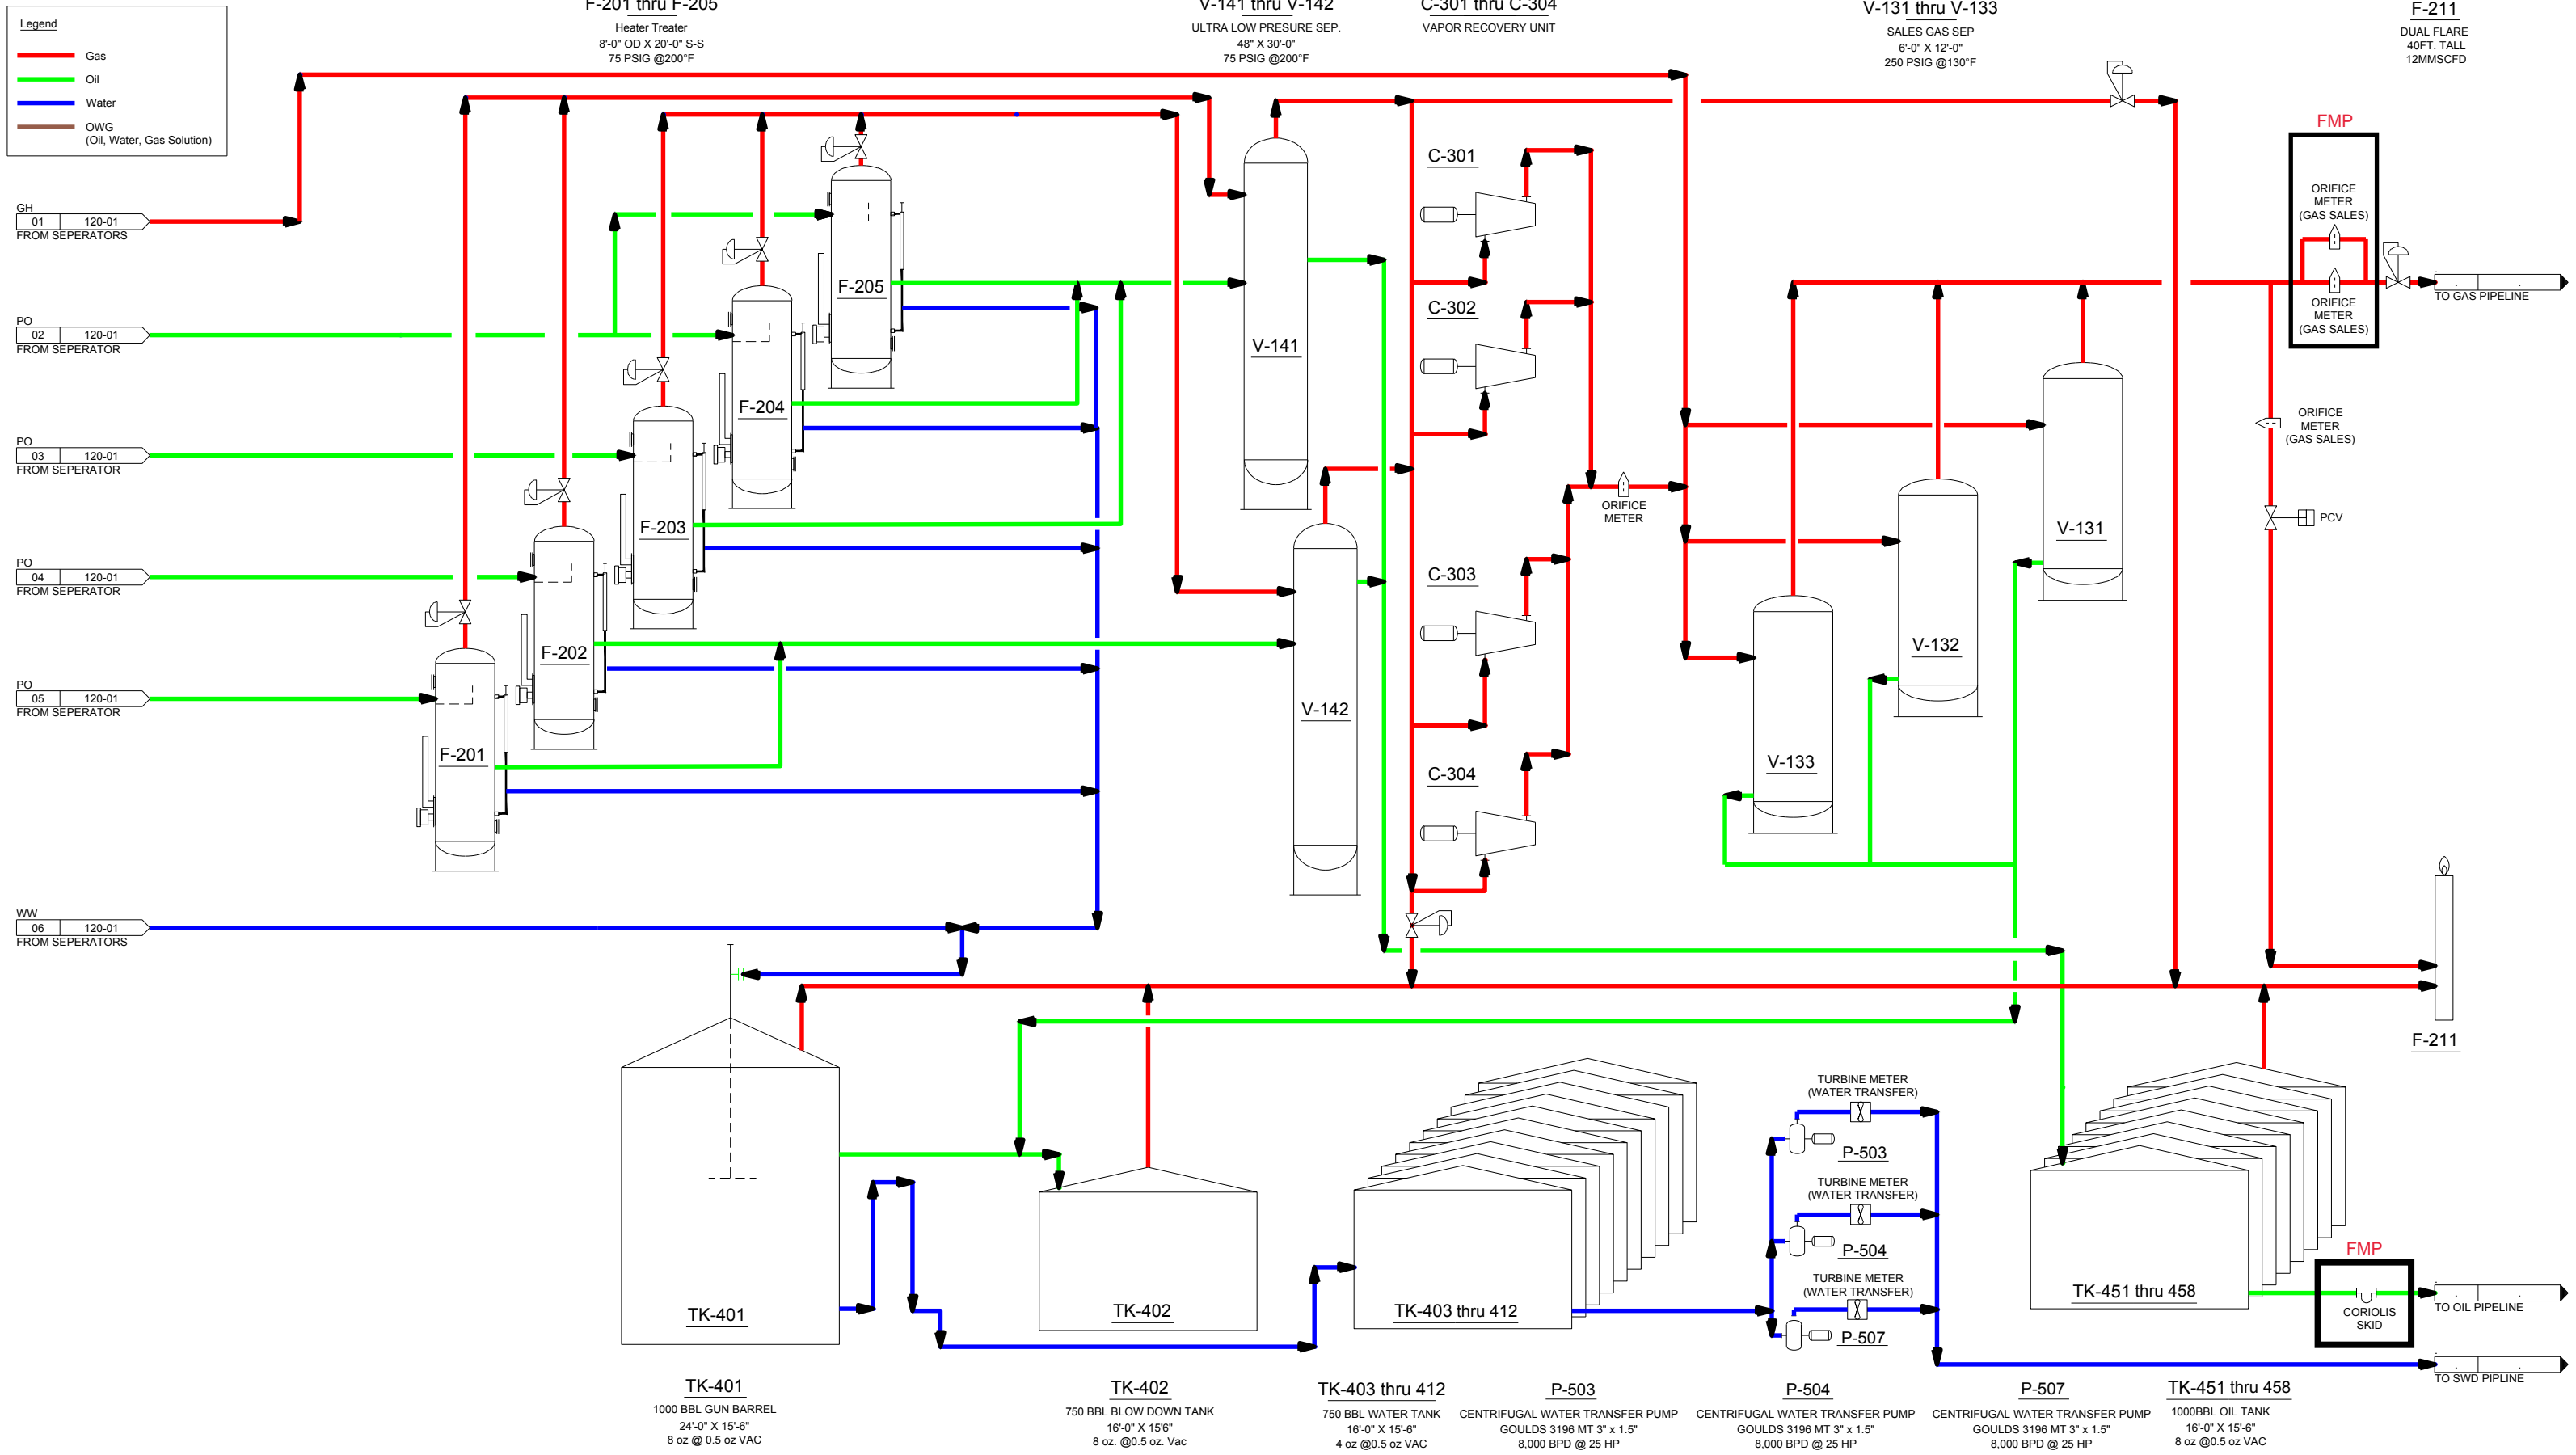 F-201 thru F-205
Heater Treater
8'-0" OD X 20'-0" S-S
75 PSIG @200°F
V-141 thru V-142
ULTRA LOW PRESURE SEP.
48" X 30'-0"
75 PSIG @200°F
C-301 thru C-304
VAPOR RECOVERY UNIT
V-131 thru V-133
SALES GAS SEP
6'-0" X 12'-0"
250 PSIG @130°F
F-211
DUAL FLARE
40FT. TALL
12MMSCFD
Legend
Gas
Oil
Water
OWG
(Oil, Water, Gas Solution)
GH
01 120-01
FROM SEPERATORS
PO
02 120-01
FROM SEPERATOR
PO
03 120-01
FROM SEPERATOR
PO
04 120-01
FROM SEPERATOR
PO
05 120-01
FROM SEPERATOR
WW
06 120-01
FROM SEPERATORS
F-205
F-204
F-203
F-202
F-201
V-141
V-142
C-301
C-302
C-303
C-304
ORIFICE
METER
V-131
V-132
V-133
FMP
ORIFICE
METER
(GAS SALES)
ORIFICE
METER
(GAS SALES)
TO GAS PIPELINE
ORIFICE
METER
(GAS SALES)
PCV
F-211
TK-401
TK-402
TK-403 thru 412
TURBINE METER
(WATER TRANSFER)
P-503
TURBINE METER
(WATER TRANSFER)
P-504
TURBINE METER
(WATER TRANSFER)
P-507
TK-451 thru 458
FMP
CORIOLIS
SKID
TO OIL PIPELINE
TO SWD PIPLINE
TK-401
1000 BBL GUN BARREL
24'-0" X 15'-6"
8 oz @ 0.5 oz VAC
TK-402
750 BBL BLOW DOWN TANK
16'-0" X 15'6"
8 oz. @0.5 oz. Vac
TK-403 thru 412
750 BBL WATER TANK
16'-0" X 15'-6"
4 oz @0.5 oz VAC
P-503
CENTRIFUGAL WATER TRANSFER PUMP
GOULDS 3196 MT 3" x 1.5"
8,000 BPD @ 25 HP
P-504
CENTRIFUGAL WATER TRANSFER PUMP
GOULDS 3196 MT 3" x 1.5"
8,000 BPD @ 25 HP
P-507
CENTRIFUGAL WATER TRANSFER PUMP
GOULDS 3196 MT 3" x 1.5"
8,000 BPD @ 25 HP
TK-451 thru 458
1000BBL OIL TANK
16'-0" X 15'-6"
8 oz @0.5 oz VAC